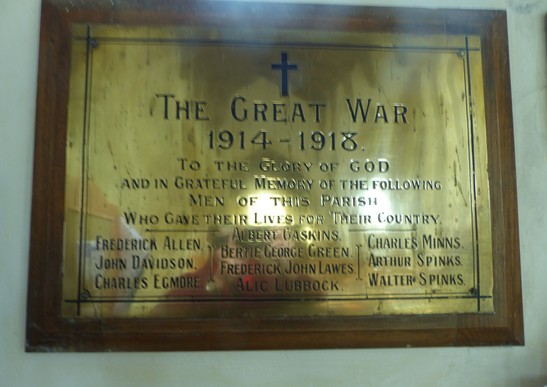 THE GREAT WAR
1914-1918.
TO THE GLORY OF GOD
AND IN GRATEFUL MEMORY OF THE FOLLOWING
MEN OF THIS PARISH
WHO GAVE THEIR LIVES FOR THEIR COUNTRY.
FREDERICK ALLEN.
JOHN DAVIDSON.
CHARLES EGMORE.
ALBERT GASKINS.
BERTIE GEORGE GREEN.
FREDERICK JOHN LAWES.
ALIC LUBBOCK.
CHARLES MINNS.
ARTHUR SPINKS.
WALTER SPINKS.